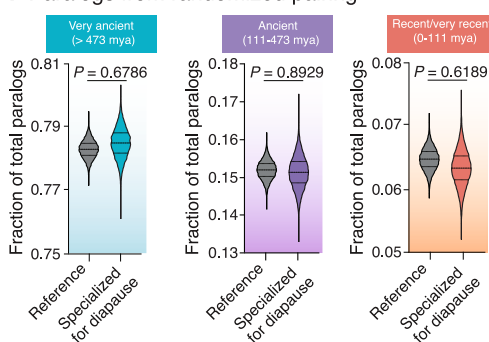 Very ancient
(> 473 mya)
Ancient
(111-473 mya)
Recent/very recent
(0-111 mya)
Fraction of total paralogs
0.81
0.79
0.77
0.75
P = 0.6786
Reference
Specialized
for diapause
Fraction of total paralogs
0.18
0.17
0.16
0.15
0.14
0.13
P = 0.8929
Reference
Specialized
for diapause
Fraction of total paralogs
0.08
0.07
0.06
0.05
P = 0.6189
Reference
Specialized
for diapause